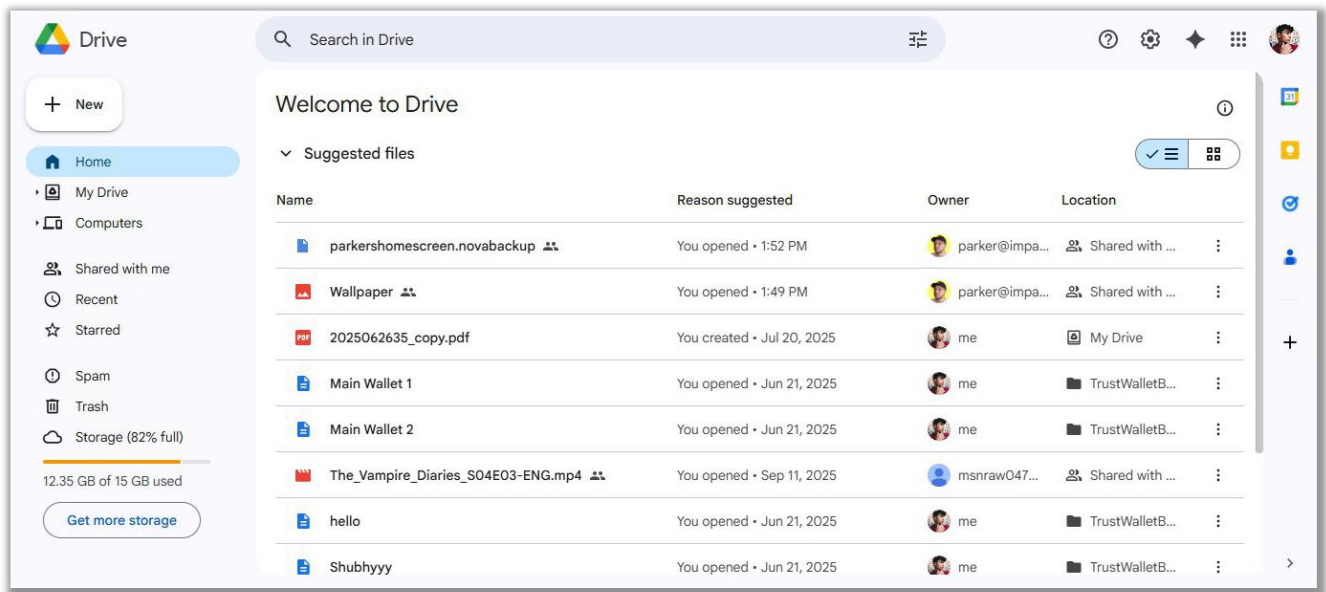 Drive
Search in Drive
New
Welcome to Drive
Suggested files
Home
My Drive
Computers
Shared with me
Recent
Starred
Spam
Trash
Storage (82% full)
12.35 GB of 15 GB used
Get more storage
Name Reason suggested Owner Location
parkershomescreen.novabackup You opened • 1:52 PM parker@impa... Shared with ...
Wallpaper You opened • 1:49 PM parker@impa... Shared with ...
PDF 2025062635_copy.pdf You created • Jul 20, 2025 me My Drive
Main Wallet 1 You opened • Jun 21, 2025 me TrustWalletB...
Main Wallet 2 You opened • Jun 21, 2025 me TrustWalletB...
The_Vampire_Diaries_S04E03-ENG.mp4 You opened • Sep 11, 2025 msnraw047... Shared with ...
hello You opened • Jun 21, 2025 me TrustWalletB...
Shubhyyy You opened • Jun 21, 2025 me TrustWalletB...
31